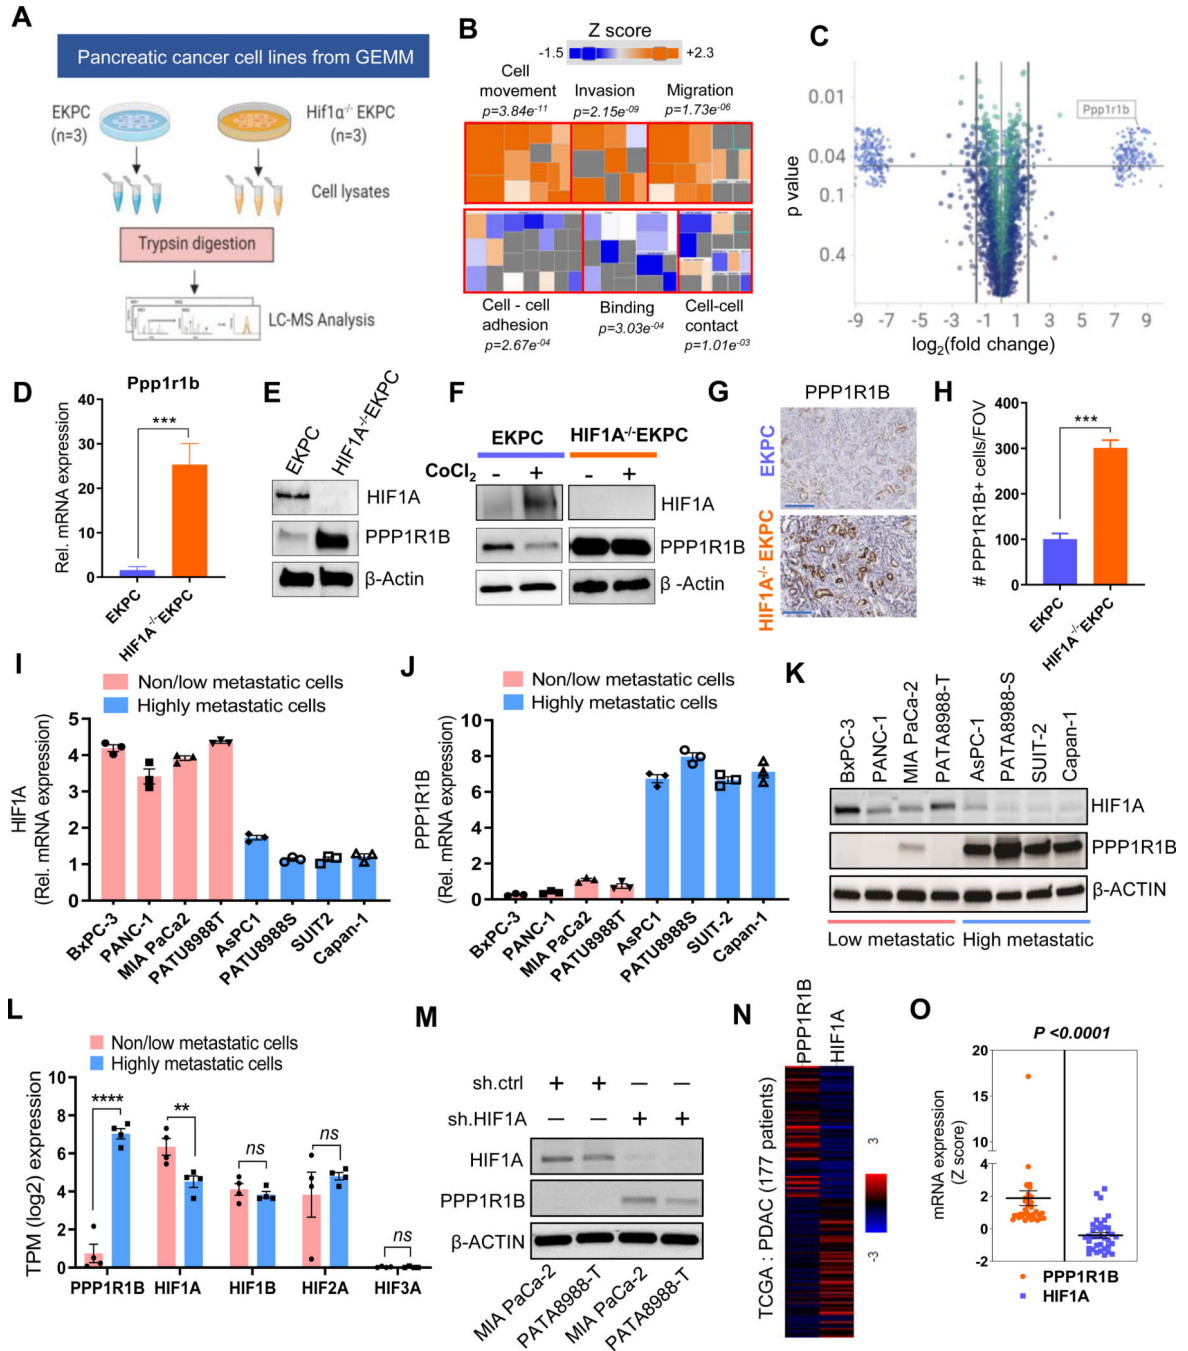 A
Pancreatic cancer cell lines from GEMM
EKPC
(n=3)
Hif1α-/- EKPC
(n=3)
Cell lysates
Trypsin digestion
LC-MS Analysis
B
Z score
-1.5
+2.3
Cell
movement
p=3.84e-11
Invasion
p=2.15e-09
Migration
p=1.73e-06
Cell - cell
adhesion
p=2.67e-04
Binding
p=3.03e-04
Cell-cell
contact
p=1.01e-03
C
Ppp1r1b
p value
0.01
0.04
0.1
0.4
-9 -7 -5 -3 -1 1 3 5 7 9
log2(fold change)
D
Ppp1r1b
Rel. mRNA expression
40
30
20
10
0
***
EKPC
HIF1A-/-EKPC
E
EKPC
HIF1A-/-EKPC
HIF1A
PPP1R1B
β-Actin
F
EKPC
HIF1A-/-EKPC
CoCl2 - + - +
HIF1A
PPP1R1B
β -Actin
G
PPP1R1B
EKPC
HIF1A-/- EKPC
H
# PPP1R1B+ cells/FOV
400
300
200
100
0
***
EKPC
HIF1A-/-EKPC
I
Non/low metastatic cells
Highly metastatic cells
HIF1A
(Rel. mRNA expression)
5
4
3
2
1
0
BxPC-3
PANC-1
MIA PaCa2
PATU8988T
AsPC1
PATU8988S
SUIT2
Capan-1
J
Non/low metastatic cells
Highly metastatic cells
PPP1R1B
(Rel. mRNA expression)
10
8
6
4
2
0
BxPC-3
PANC-1
MIA PaCa2
PATU8988T
AsPC1
PATU8988S
SUIT-2
Capan-1
K
BxPC-3
PANC-1
MIA PaCa-2
PATA8988-T
AsPC-1
PATA8988-S
SUIT-2
Capan-1
HIF1A
PPP1R1B
β-ACTIN
Low metastatic
High metastatic
L
Non/low metastatic cells
Highly metastatic cells
TPM (log2) expression
10
8
6
4
2
0
****
**
ns
ns
ns
PPP1R1B HIF1A HIF1B HIF2A HIF3A
M
sh.ctrl + + — —
sh.HIF1A — — + +
HIF1A
PPP1R1B
β-ACTIN
MIA PaCa-2
PATA8988-T
MIA PaCa-2
PATA8988-T
N
PPP1R1B
HIF1A
TCGA : PDAC (177 patients)
3
-3
O
P <0.0001
mRNA expression
(Z score)
20
15
10
4
2
0
-2
PPP1R1B
HIF1A